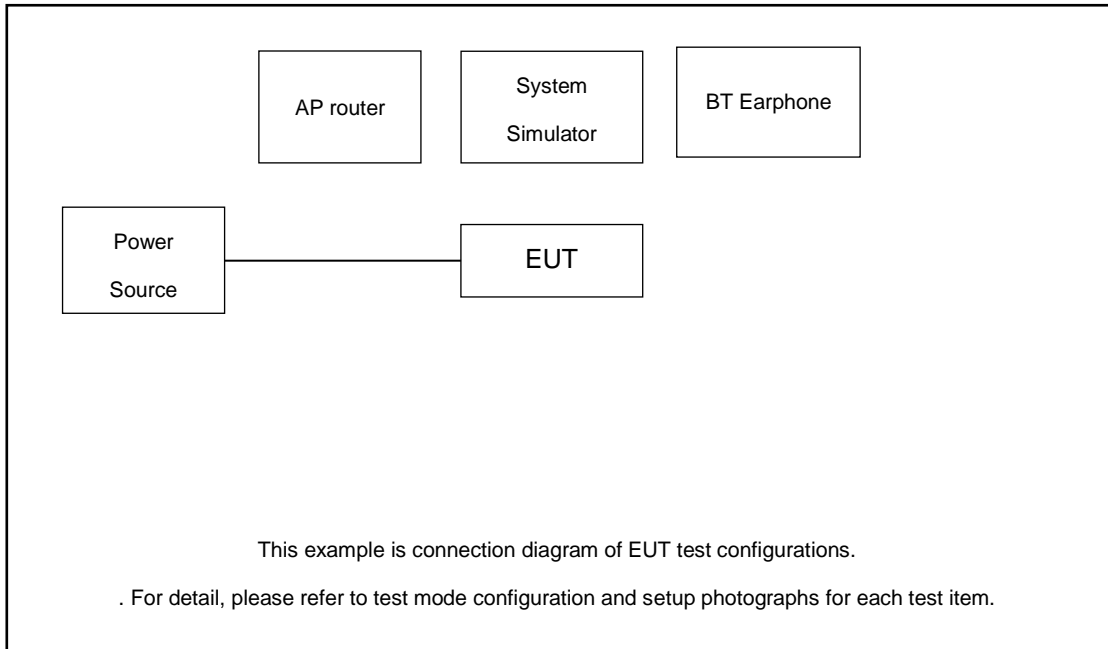 AP router
System
Simulator
BT Earphone
Power
Source
EUT
This example is connection diagram of EUT test configurations.
. For detail, please refer to test mode configuration and setup photographs for each test item.